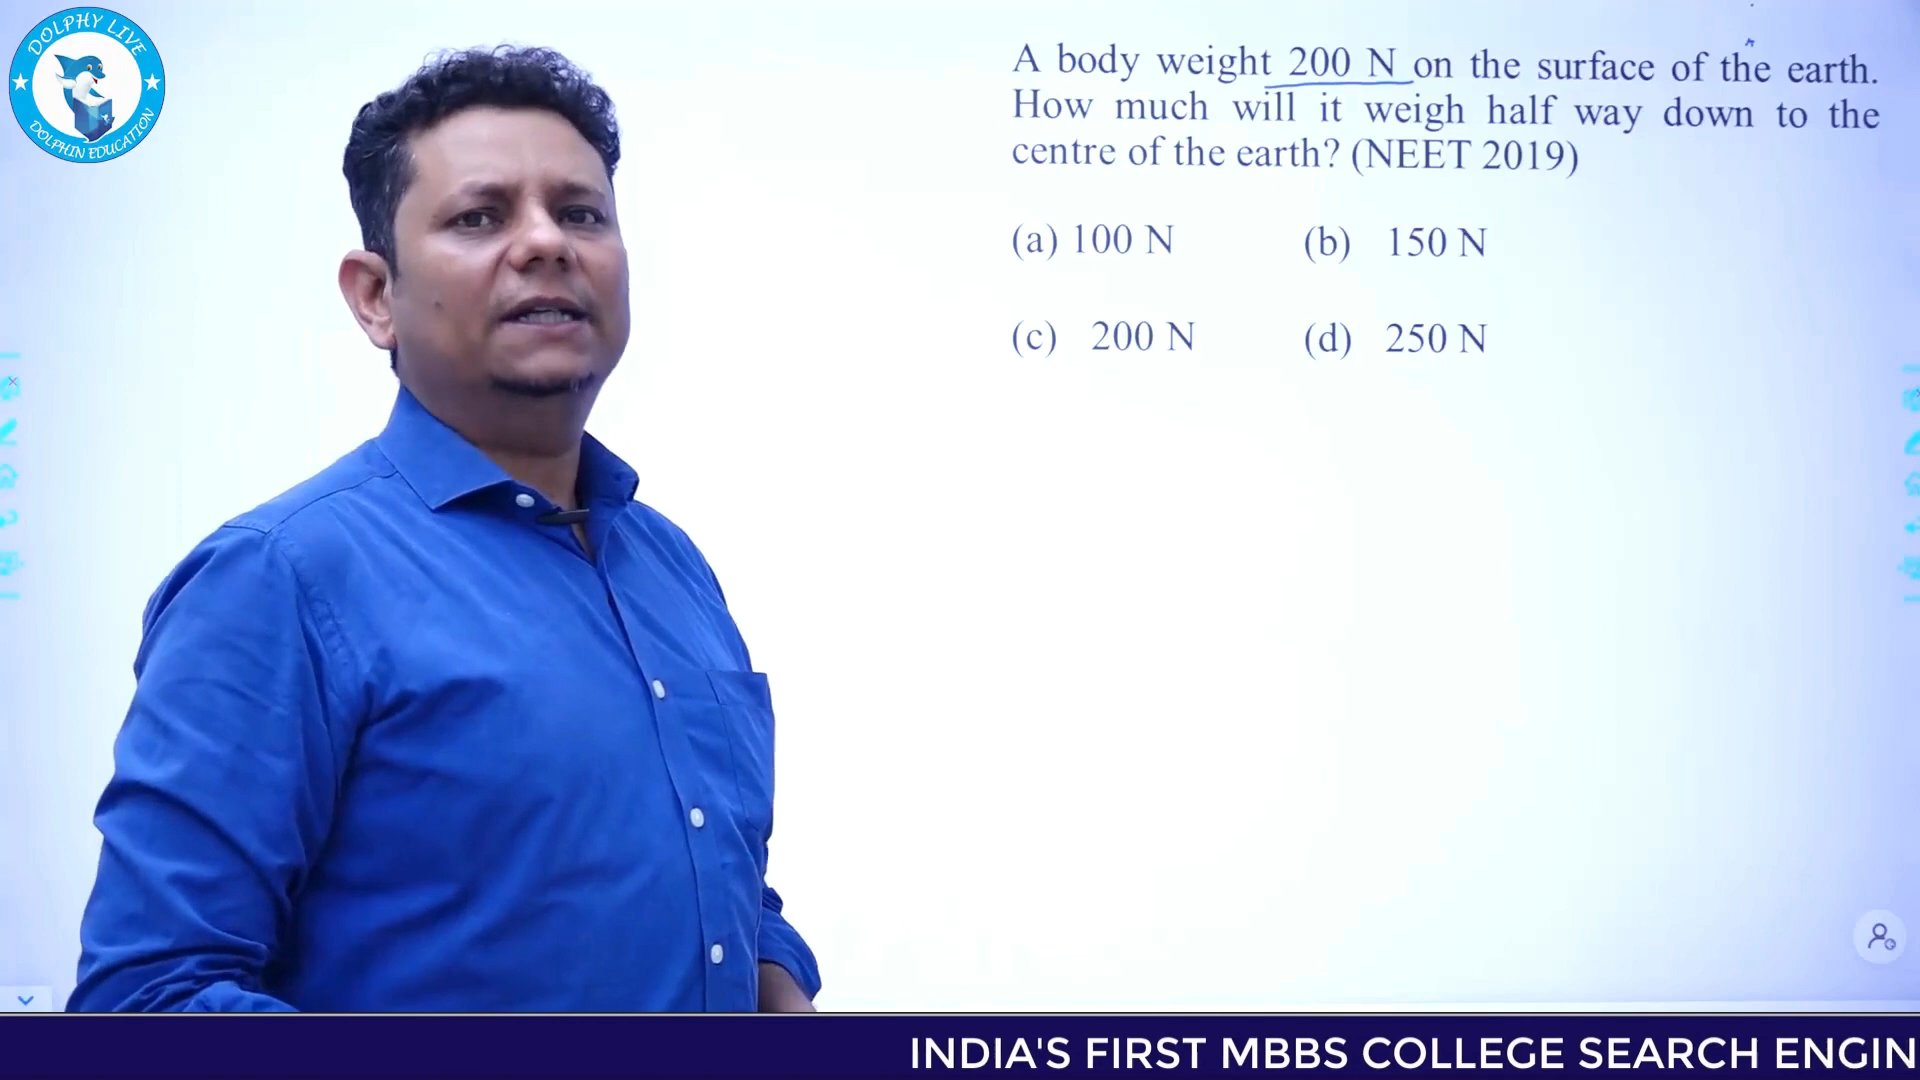 DOLPHY LIVE
DOLPHIN EDUCATION
A body weight 200 N on the surface of the earth.
How much will it weigh half way down to the
centre of the earth? (NEET 2019)
(a) 100 N (b) 150 N
(c) 200 N (d) 250 N
INDIA'S FIRST MBBS COLLEGE SEARCH ENGIN